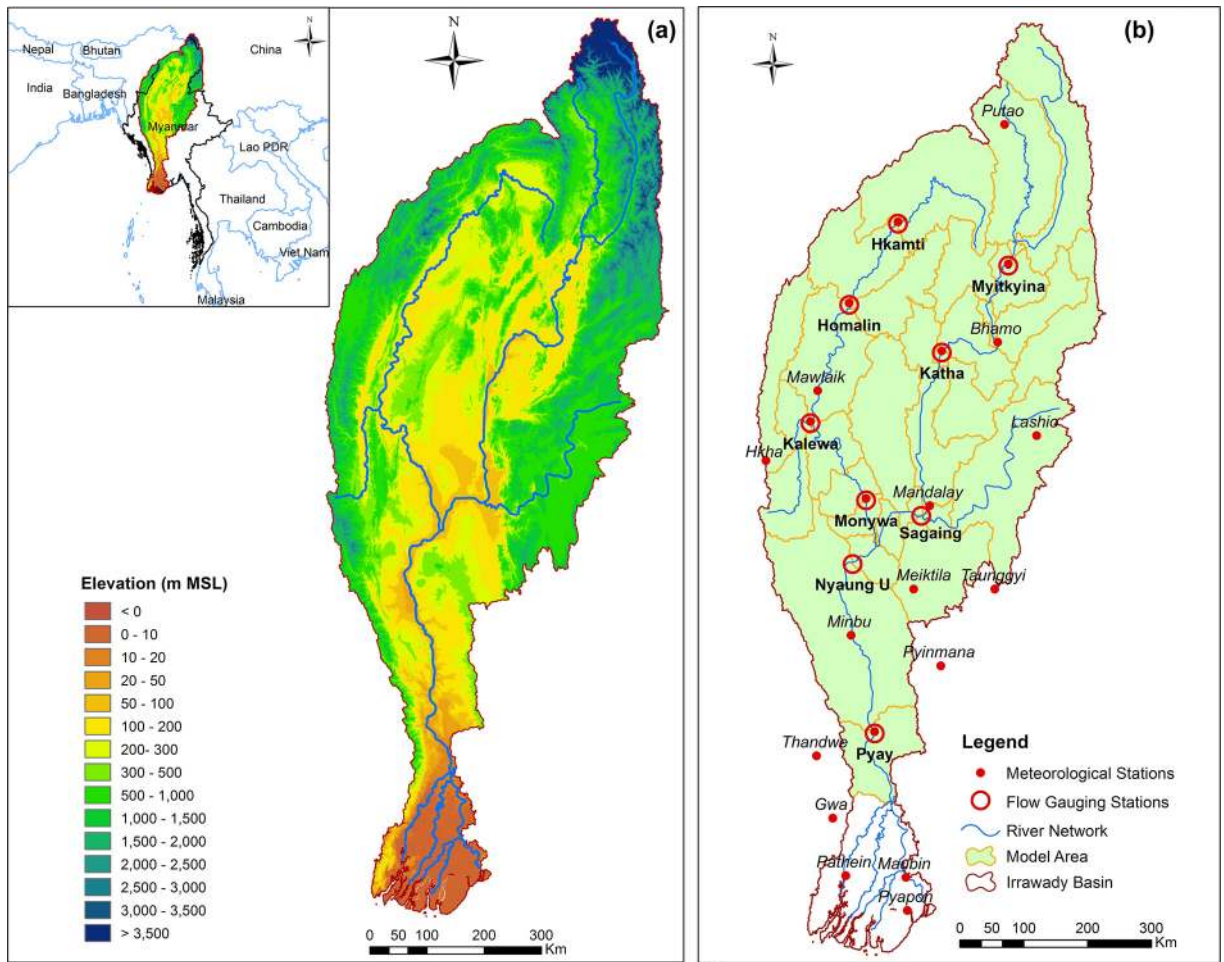 N
China
Nepal
Bhutan
India
Bangladesh
Myanmar
Lao PDR
Thailand
Cambodia
Viet Nam
Malaysia
N
(a)
Elevation (m MSL)
< 0
0 - 10
10 - 20
20 - 50
50 - 100
100 - 200
200- 300
300 - 500
500 - 1,000
1,000 - 1,500
1,500 - 2,000
2,000 - 2,500
2,500 - 3,000
3,000 - 3,500
> 3,500
0 50 100 200 300
Km
(b)
N
Putao
Hkamti
Myitkyina
Homalin
Bhamo
Katha
Mawlaik
Kalewa
Lashio
Hkha
Mandalay
Monywa
Sagaing
Nyaung U
Meiktila
Taunggyi
Minbu
Pyinmana
Pyay
Thandwe
Gwa
Pathein
Maubin
Pyapon
Legend
Meteorological Stations
Flow Gauging Stations
River Network
Model Area
Irrawady Basin
0 50 100 200 300
Km